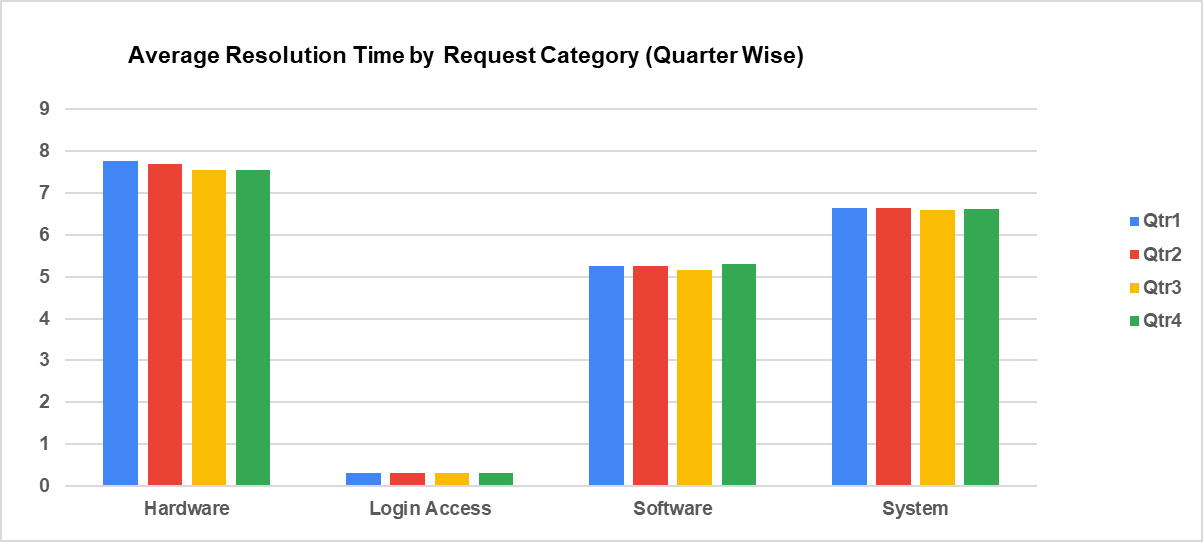 Average Resolution Time by Request Category (Quarter Wise)
9
8
7
6
5
4
3
2
1
0
Hardware Login Access Software System
Qtr1
Qtr2
Qtr3
Qtr4